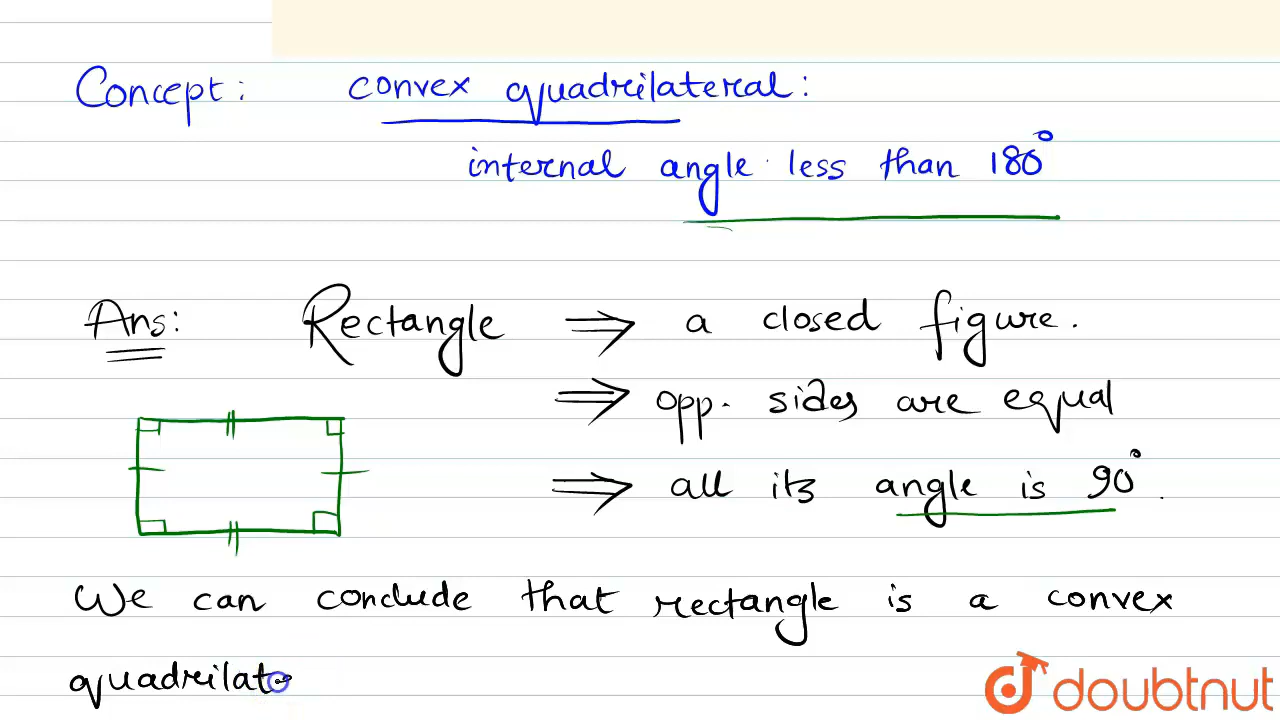 Concept: convex quadrilateral:
internal angle less than 180°
Ans: Rectangle ⇒ a closed figure.
⇒ opp. sides are equal
⇒ all its angle is 90°.
We can conclude that rectangle is a convex
quadrilate
doubtnut